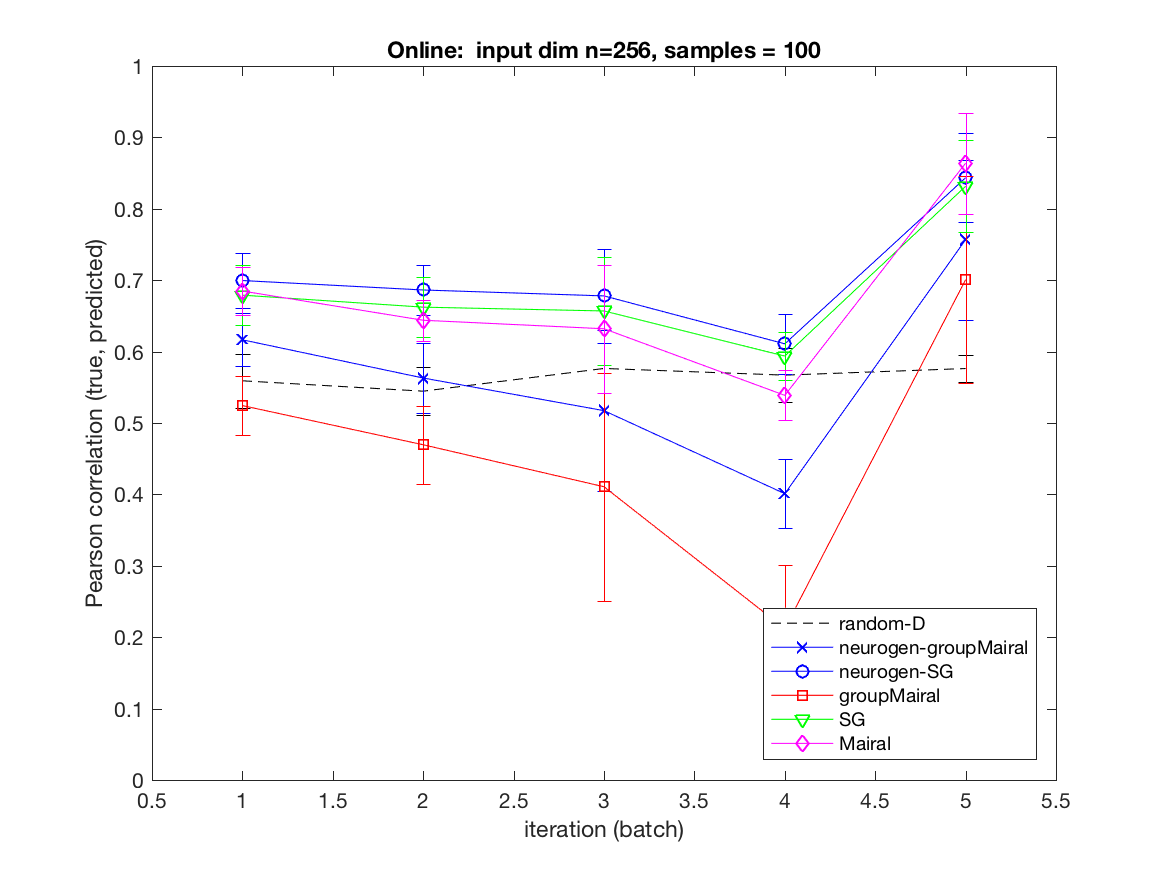 Online:  input dim n=256, samples = 100
Pearson correlation (true, predicted)
1
0.9
0.8
0.7
0.6
0.5
0.4
0.3
0.2
0.1
0
random-D
neurogen-groupMairal
neurogen-SG
groupMairal
SG
Mairal
0.5 1 1.5 2 2.5 3 3.5 4 4.5 5 5.5
iteration (batch)